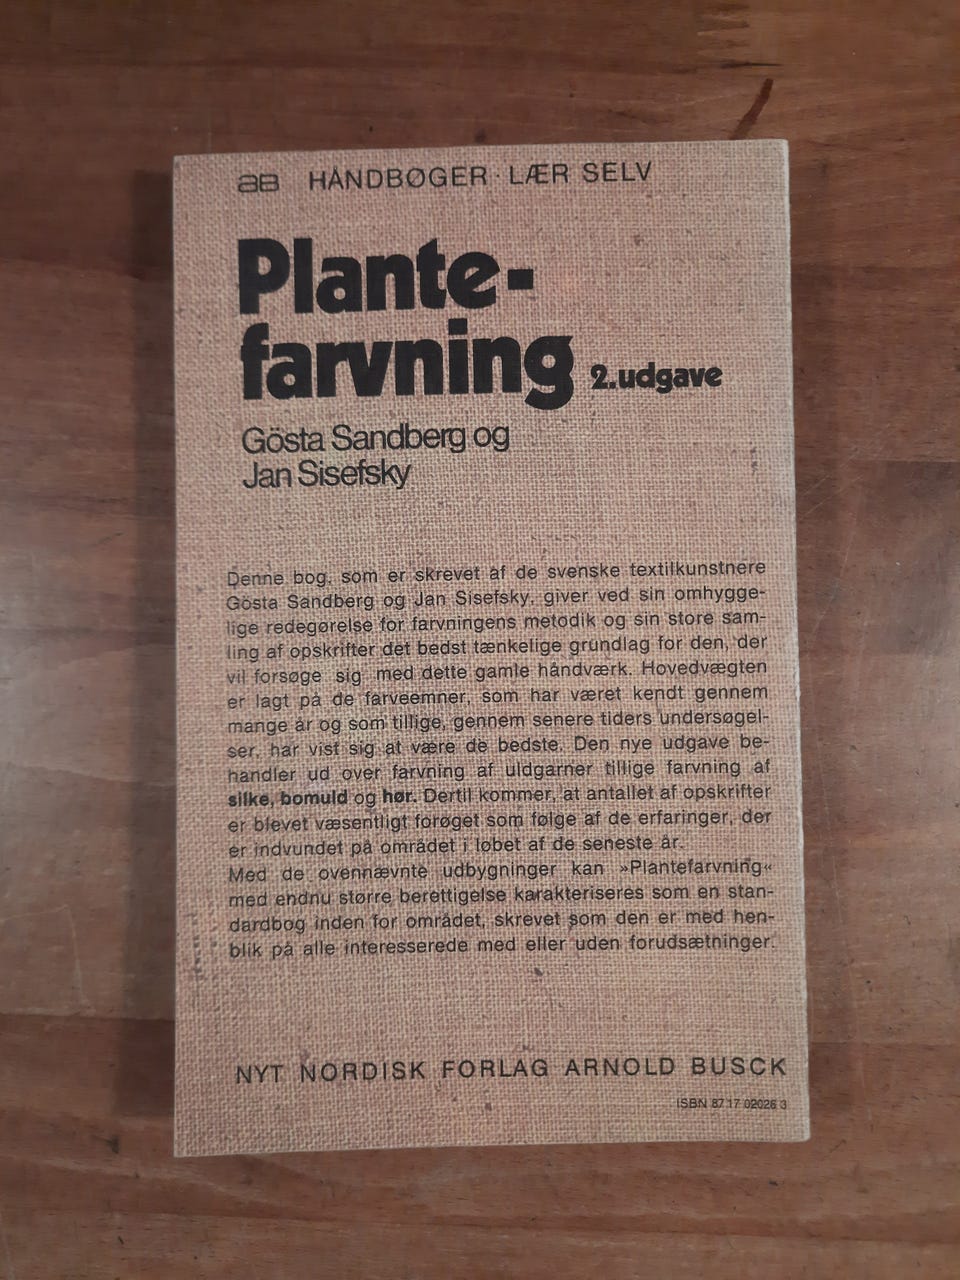 aB HÅNDBØGER · LÆR SELV
Plante-
farvning 2.udgave
Gösta Sandberg og
Jan Sisefsky
Denne bog, som er skrevet af de svenske textilkunstnere
Gösta Sandberg og Jan Sisefsky, giver ved sin omhygge-
lige redegørelse for farvningens metodik og sin store sam-
ling af opskrifter det bedst tænkelige grundlag for den, der
vil forsøge sig med dette gamle håndværk. Hovedvægten
er lagt på de farveemner, som har været kendt gennem
mange år og som tillige, gennem senere tiders undersøgel-
ser, har vist sig at være de bedste. Den nye udgave be-
handler ud over farvning af uldgarner tillige farvning af
silke, bomuld og hør. Dertil kommer, at antallet af opskrifter
er blevet væsentligt forøget som følge af de erfaringer, der
er indvundet på området i løbet af de seneste år.
Med de ovennævnte udbygninger kan »Plantefarvning«
med endnu større berettigelse karakteriseres som en stan-
dardbog inden for området, skrevet som den er med hen-
blik på alle interesserede med eller uden forudsætninger.
NYT NORDISK FORLAG ARNOLD BUSCK
ISBN 87 17 02026 3